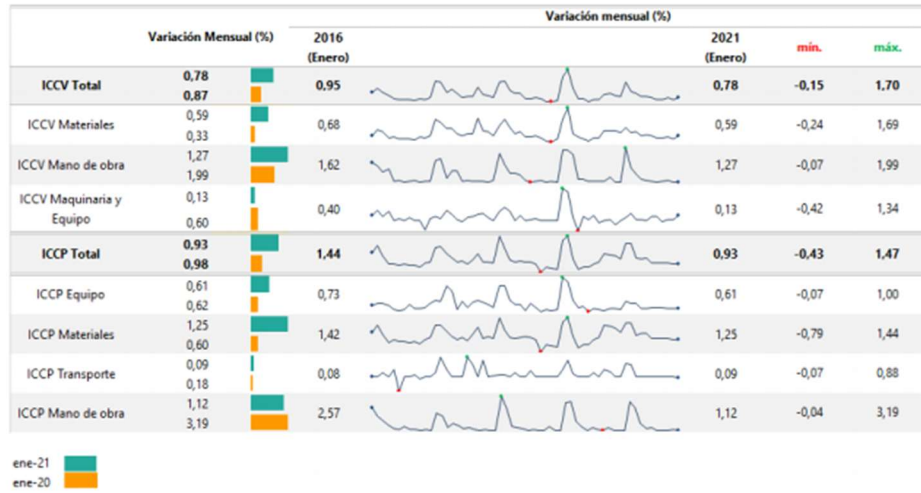 Variación mensual (%)
Variación Mensual (%) 2016 (Enero) 2021 (Enero) mín. máx.
ICCV Total 0,78 0,87 0,95 0,78 -0,15 1,70
ICCV Materiales 0,59 0,33 0,68 0,59 -0,24 1,69
ICCV Mano de obra 1,27 1,99 1,62 1,27 -0,07 1,99
ICCV Maquinaria y Equipo 0,13 0,60 0,40 0,13 -0,42 1,34
ICCP Total 0,93 0,98 1,44 0,93 -0,43 1,47
ICCP Equipo 0,61 0,62 0,73 0,61 -0,07 1,00
ICCP Materiales 1,25 0,60 1,42 1,25 -0,79 1,44
ICCP Transporte 0,09 0,18 0,08 0,09 -0,07 0,88
ICCP Mano de obra 1,12 3,19 2,57 1,12 -0,04 3,19
ene-21
ene-20